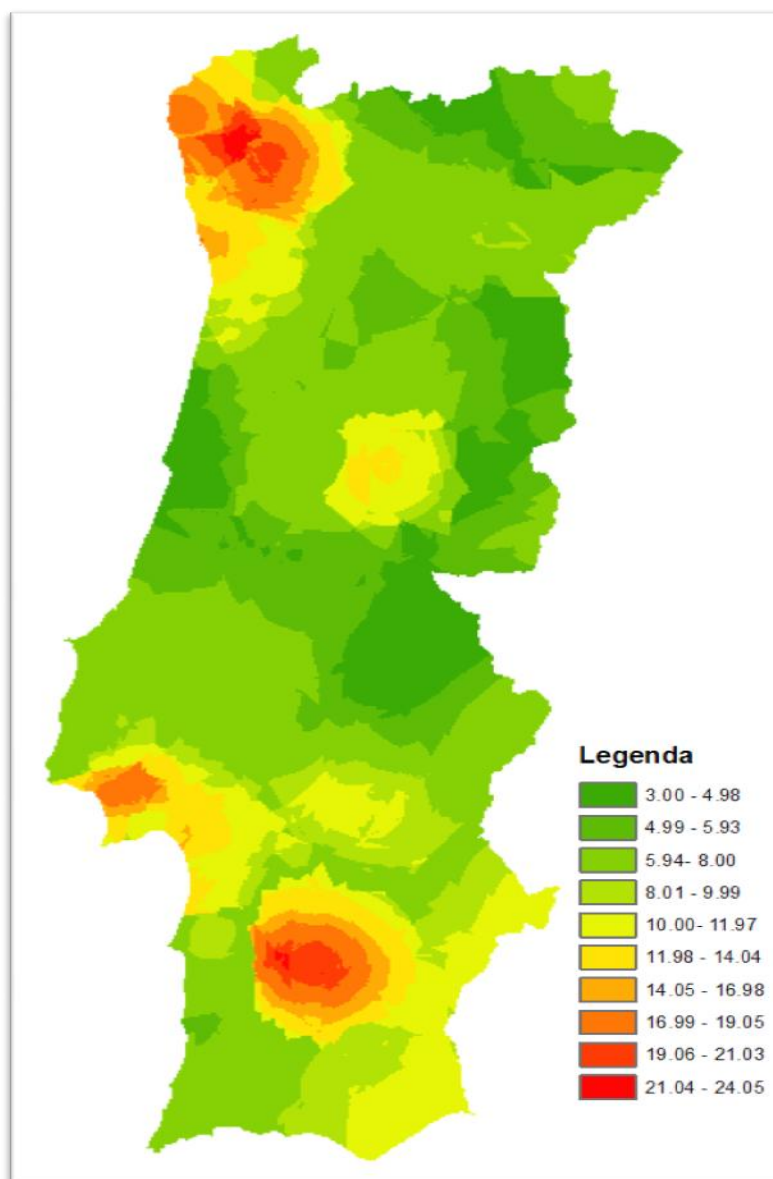 Legenda
3.00 - 4.98
4.99 - 5.93
5.94- 8.00
8.01 - 9.99
10.00- 11.97
11.98 - 14.04
14.05 - 16.98
16.99 - 19.05
19.06 - 21.03
21.04 - 24.05